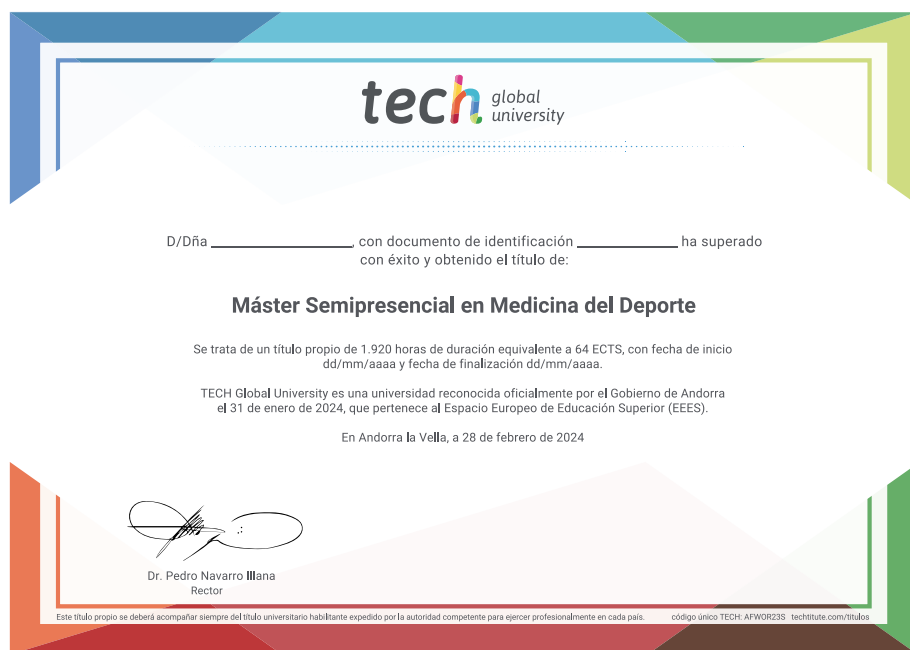 tech global university
D/Dña ____________________, con documento de identificación ______________ ha superado
con éxito y obtenido el título de:
Máster Semipresencial en Medicina del Deporte
Se trata de un título propio de 1.920 horas de duración equivalente a 64 ECTS, con fecha de inicio
dd/mm/aaaa y fecha de finalización dd/mm/aaaa.
TECH Global University es una universidad reconocida oficialmente por el Gobierno de Andorra
el 31 de enero de 2024, que pertenece al Espacio Europeo de Educación Superior (EEES).
En Andorra la Vella, a 28 de febrero de 2024
Dr. Pedro Navarro Illana
Rector
Este título propio se deberá acompañar siempre del título universitario habilitante expedido por la autoridad competente para ejercer profesionalmente en cada país. código único TECH: AFWOR23S techtitute.com/titulos